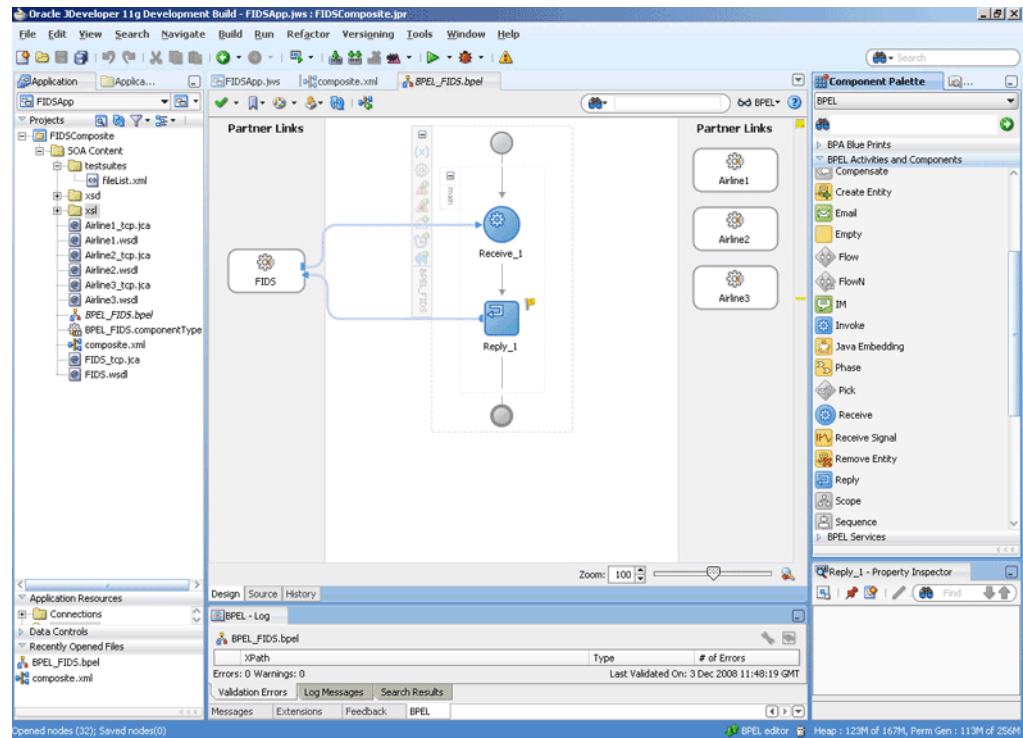 Oracle JDeveloper 11g Development Build - FIDSApp.jws : FIDSComposite.jpr
File Edit View Search Navigate Build Run Refactor Versigning Tools Window Help
Search
Application Applica...
FIDSApp
Projects
FIDSComposite
SOA Content
testsuites
fileList.xml
xsd
xsl
Airline1_tcp.jca
Airline1.wsdl
Airline2_tcp.jca
Airline2.wsdl
Airline3_tcp.jca
Airline3.wsdl
BPEL_FIDS.bpel
BPEL_FIDS.componentType
composite.xml
FIDS_tcp.jca
FIDS.wsdl
Application Resources
Connections
Data Controls
Recently Opened Files
BPEL_FIDS.bpel
composite.xml
FIDSApp.jws composite.xml BPEL_FIDS.bpel
BPEL
Partner Links
FIDS
(x)
BPEL_FIDS
main
Receive_1
Reply_1
Partner Links
Airline1
Airline2
Airline3
Zoom: 100
Design Source History
BPEL - Log
BPEL_FIDS.bpel
XPath Type # of Errors
Errors: 0 Warnings: 0 Last Validated On: 3 Dec 2008 11:48:19 GMT
Validation Errors Log Messages Search Results
Messages Extensions Feedback BPEL
Component Palette
BPEL
BPA Blue Prints
BPEL Activities and Components
Compensate
Create Entity
Email
Empty
Flow
FlowN
IM
Invoke
Java Embedding
Phase
Pick
Receive
Receive Signal
Remove Entity
Reply
Scope
Sequence
BPEL Services
Reply_1 - Property Inspector
Find
Opened nodes (32); Saved nodes(0) BPEL editor Heap : 123M of 167M, Perm Gen : 113M of 256M